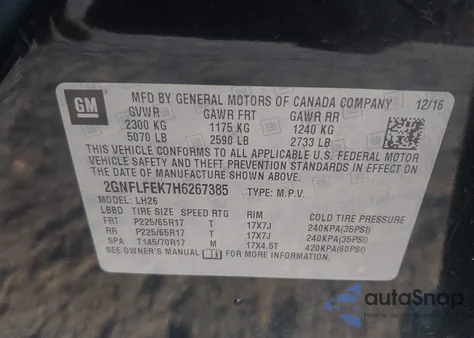 GM
MFD BY GENERAL MOTORS OF CANADA COMPANY 12/16
GVWR GAWR FRT GAWR RR
2300 KG 1175 KG 1240 KG
5070 LB 2590 LB 2733 LB
THIS VEHICLE CONFORMS TO ALL APPLICABLE U.S. FEDERAL MOTOR
VEHICLE SAFETY AND THEFT PREVENTION STANDARDS IN EFFECT ON
THE DATE OF MANUFACTURE SHOWN ABOVE.
2GNFLFEK7H6267385 TYPE: M.P.V.
MODEL: LH26
LBBD TIRE SIZE SPEED RTG RIM COLD TIRE PRESSURE
FRT P225/65R17 T 17X7J 240KPA(35PSI)
RR P225/65R17 T 17X7J 240KPA(35PSI)
SPA T145/70R17 M 17X4.5T 420KPA(60PSI)
SEE OWNER'S MANUAL FOR ADDITIONAL INFORMATION.
autoSnap